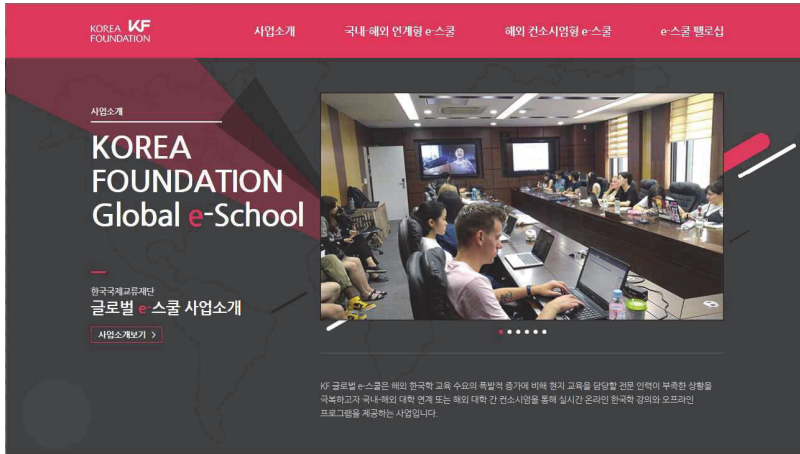 KOREA KF
FOUNDATION
사업소개
국내-해외 연계형 e-스쿨
해외 컨소시엄형 e-스쿨
e-스쿨 펠로십
사업소개
KOREA
FOUNDATION
Global e-School
한국국제교류재단
글로벌 e-스쿨 사업소개
사업소개보기 >
KF 글로벌 e-스쿨은 해외 한국학 교육 수요의 폭발적 증가에 비해 현지 교육을 담당할 전문 인력이 부족한 상황을
극복하고자 국내-해외 대학 연계 또는 해외 대학 간 컨소시엄을 통해 실시간 온라인 한국학 강의와 오프라인
프로그램을 제공하는 사업입니다.